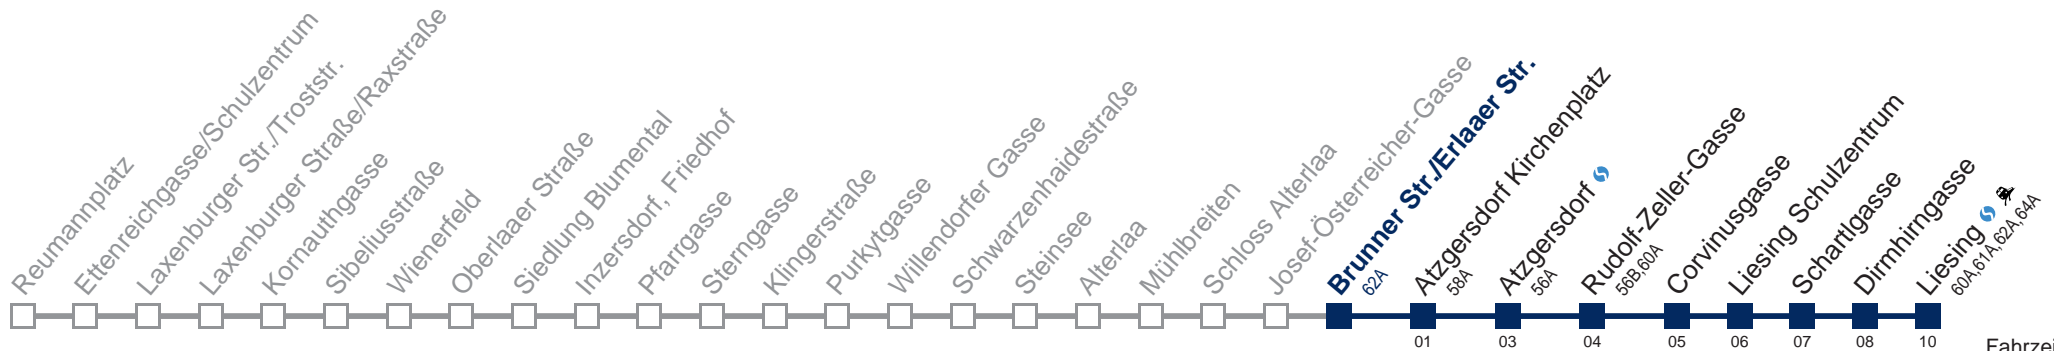 Reumannplatz
Ettenreichgasse/Schulzentrum
Laxenburger Str./Troststr.
Laxenburger Straße/Raxstraße
Kornauthgasse
Sibeliusstraße
Wienerfeld
Oberlaaer Straße
Siedlung Blumental
Inzersdorf, Friedhof
Pfarrgasse
Sterngasse
Klingerstraße
Purkytgasse
Willendorfer Gasse
Schwarzenhaidestraße
Steinsee
Alterlaa
Mühlbreiten
Schloss Alterlaa
Josef-Österreicher-Gasse
Brunner Str./Erlaaer Str.
62A
Atzgersdorf Kirchenplatz
58A
Atzgersdorf
56A
Rudolf-Zeller-Gasse
56B,60A
Corvinusgasse
Liesing Schulzentrum
Schartlgasse
Dirmhirngasse
Liesing
60A,61A,62A,64A
01 03 04 05 06 07 08 10